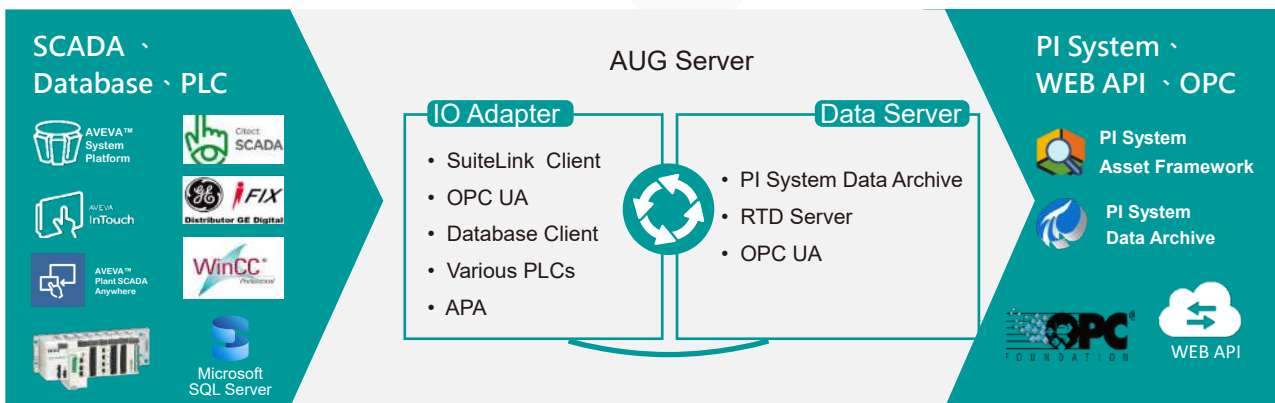 SCADA、
Database、PLC
AVEVA™
System
Platform
Citect
SCADA
AVEVA
InTouch
GE
iFIX
Distributor GE Digital
AVEVA™
Plant SCADA
Anywhere
WinCC®
Professional
Microsoft
SQL Server
AUG Server
IO Adapter
• SuiteLink Client
• OPC UA
• Database Client
• Various PLCs
• APA
Data Server
• PI System Data Archive
• RTD Server
• OPC UA
PI System、
WEB API、OPC
PI System
Asset Framework
PI System
Data Archive
OPC®
FOUNDATION
WEB API